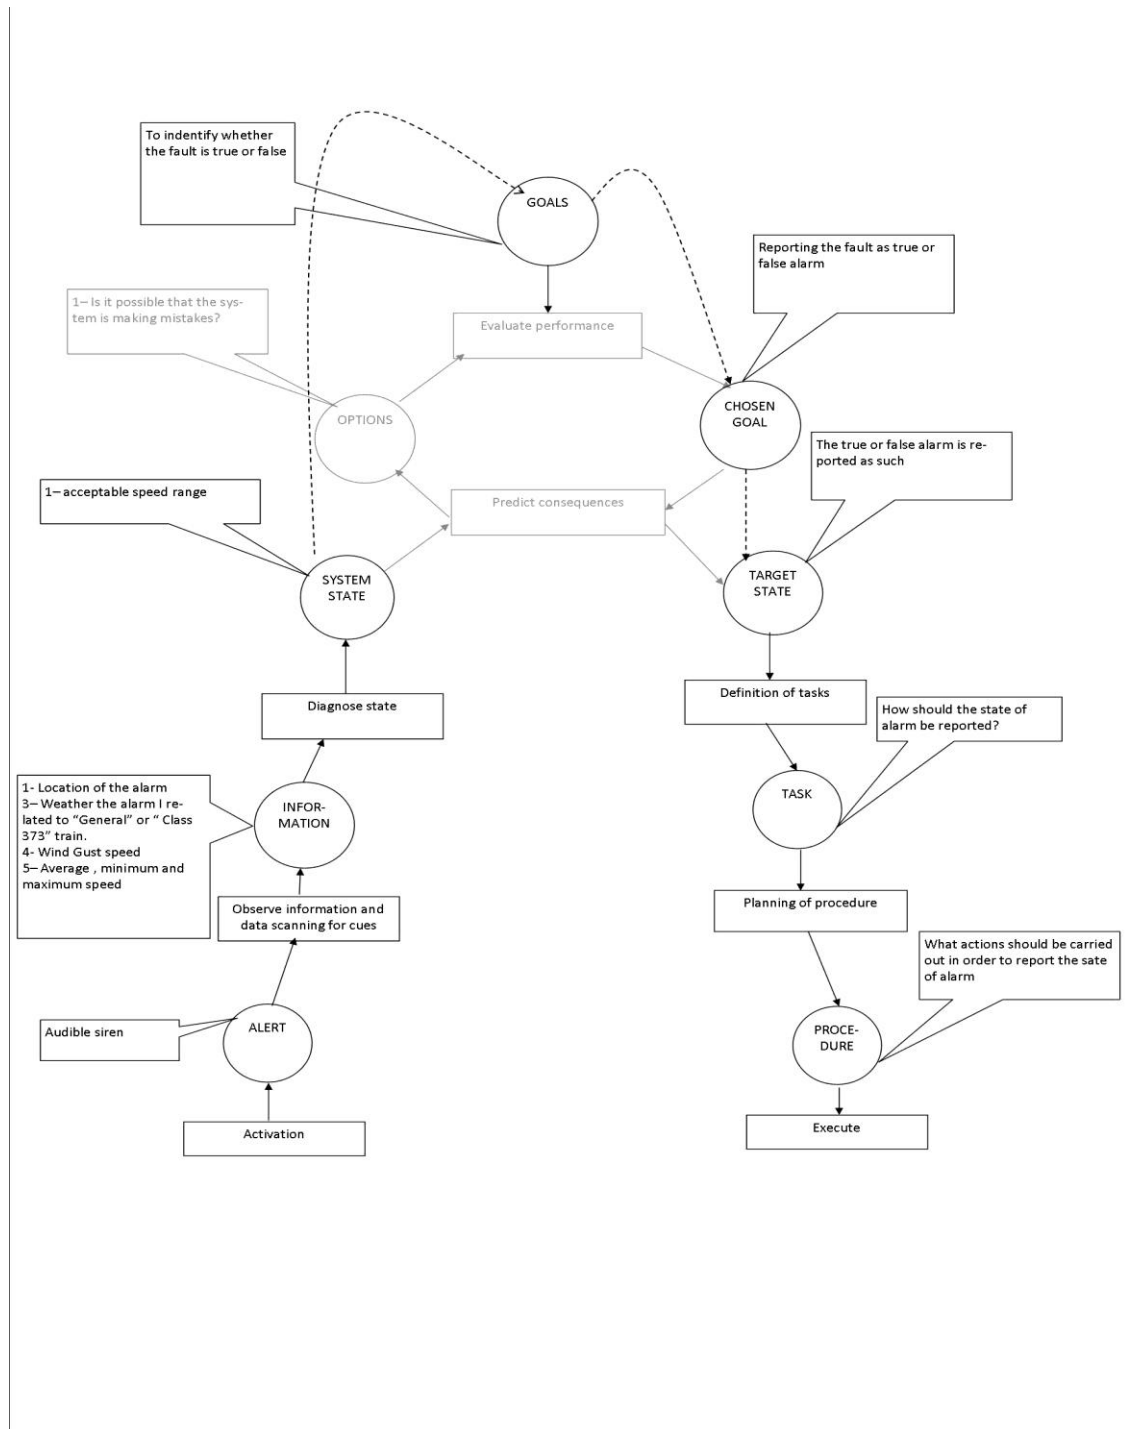 To indentify whether
the fault is true or false
GOALS
Reporting the fault as true or
false alarm
1– Is it possible that the sys-
tem is making mistakes?
Evaluate performance
OPTIONS
CHOSEN
GOAL
The true or false alarm is re-
ported as such
1– acceptable speed range
Predict consequences
SYSTEM
STATE
TARGET
STATE
Diagnose state
Definition of tasks
How should the state of
alarm be reported?
1- Location of the alarm
3– Weather the alarm I re-
lated to “General” or “ Class
373” train.
4- Wind Gust speed
5– Average , minimum and
maximum speed
INFOR-
MATION
TASK
Observe information and
data scanning for cues
Planning of procedure
What actions should be carried
out in order to report the sate
of alarm
Audible siren
ALERT
PROCE-
DURE
Activation
Execute